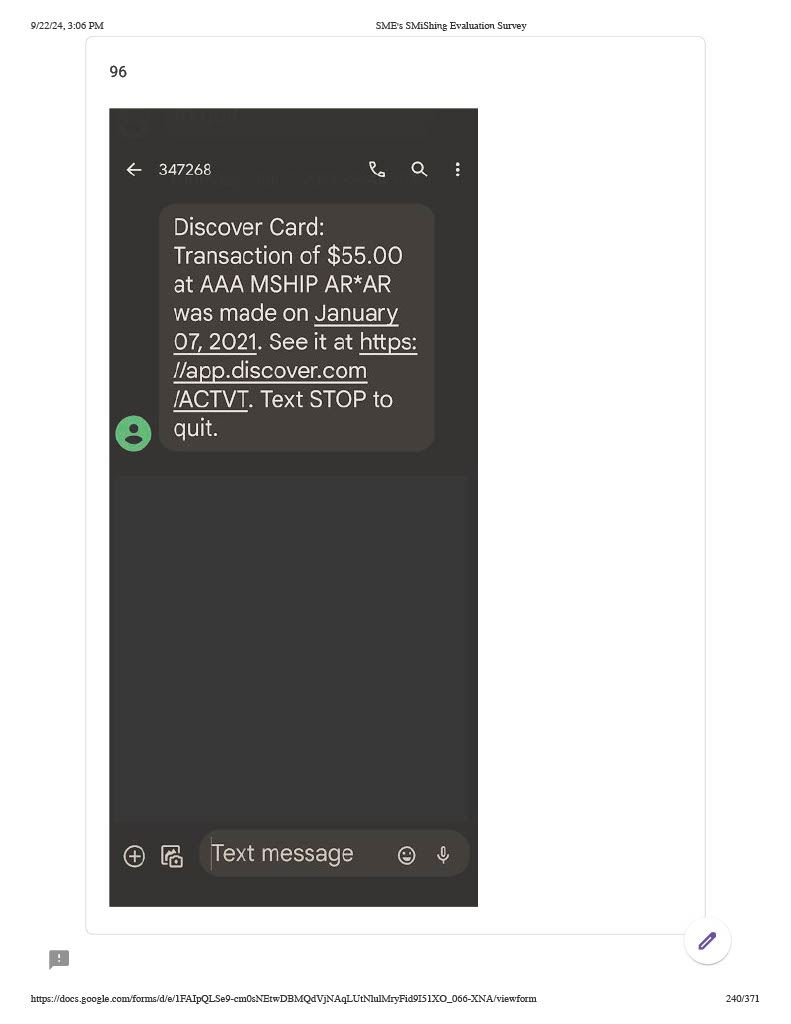 9/22/24, 3:06 PM
SME's SMiShing Evaluation Survey
96
347268
Discover Card:
Transaction of $55.00
at AAA MSHIP AR*AR
was made on January
07, 2021. See it at https:
//app.discover.com
/ACTVT. Text STOP to
quit.
Text message
https://docs.google.com/forms/d/e/1FAIpQLSe9-cm0sNEtwDBMQdVjNAqLUtNlulMryFid9I51XO_066-XNA/viewform
240/371